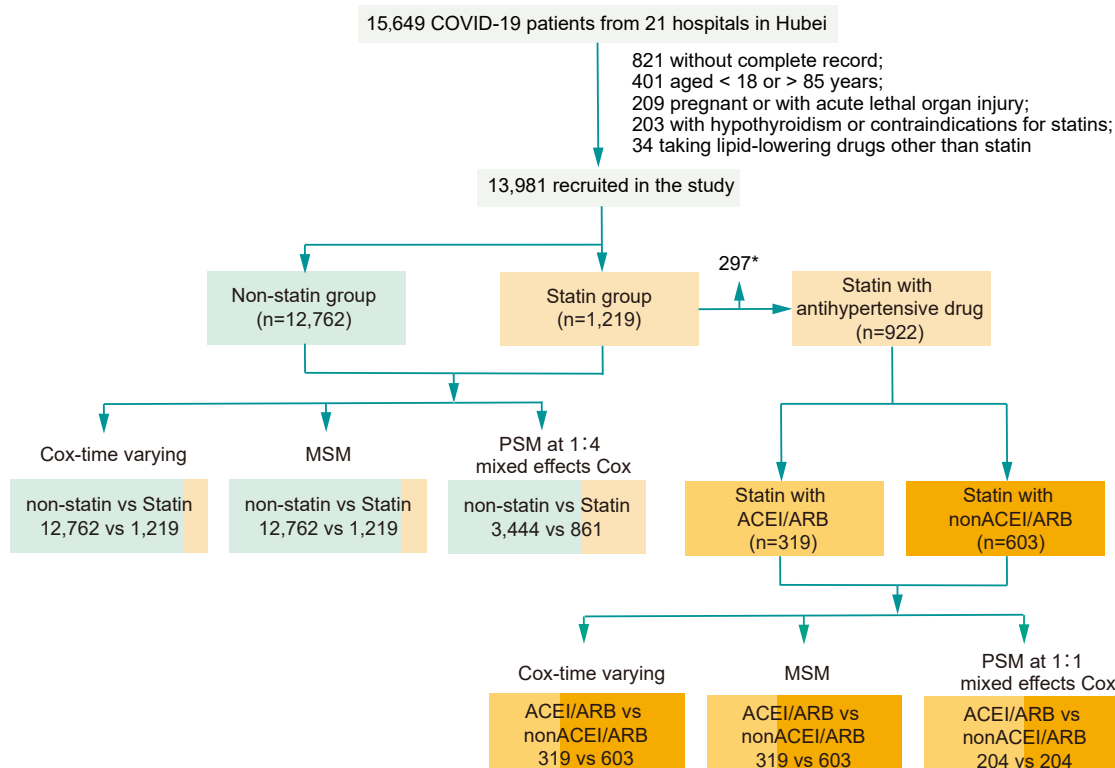 15,649 COVID-19 patients from 21 hospitals in Hubei
821 without complete record;
401 aged < 18 or > 85 years;
209 pregnant or with acute lethal organ injury;
203 with hypothyroidism or contraindications for statins;
34 taking lipid-lowering drugs other than statin
13,981 recruited in the study
Non-statin group
(n=12,762)
Statin group
(n=1,219)
297*
Statin with
antihypertensive drug
(n=922)
Cox-time varying
non-statin vs Statin
12,762 vs 1,219
MSM
non-statin vs Statin
12,762 vs 1,219
PSM at 1:4
mixed effects Cox
non-statin vs Statin
3,444 vs 861
Statin with
ACEI/ARB
(n=319)
Statin with
nonACEI/ARB
(n=603)
Cox-time varying
ACEI/ARB vs
nonACEI/ARB
319 vs 603
MSM
ACEI/ARB vs
nonACEI/ARB
319 vs 603
PSM at 1:1
mixed effects Cox
ACEI/ARB vs
nonACEI/ARB
204 vs 204